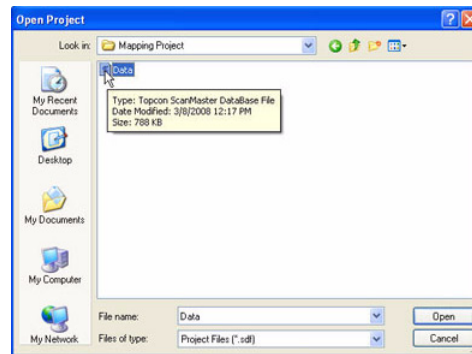 Open Project
Look in:
Mapping Project
Data
Type: Topcon ScanMaster DataBase File
Date Modified: 3/8/2008 12:17 PM
Size: 788 KB
My Recent
Documents
Desktop
My Documents
My Computer
My Network
File name:
Data
Open
Files of type:
Project Files (*.sdf)
Cancel